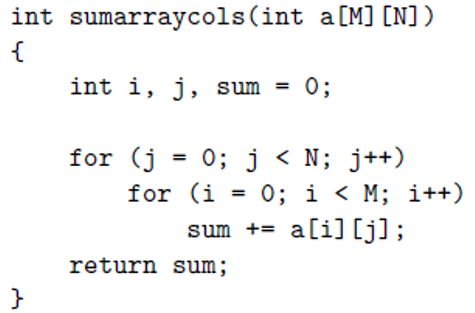 int sumarraycols(int a[M][N])
{
    int i, j, sum = 0;

    for (j = 0; j < N; j++)
        for (i = 0; i < M; i++)
            sum += a[i][j];
    return sum;
}